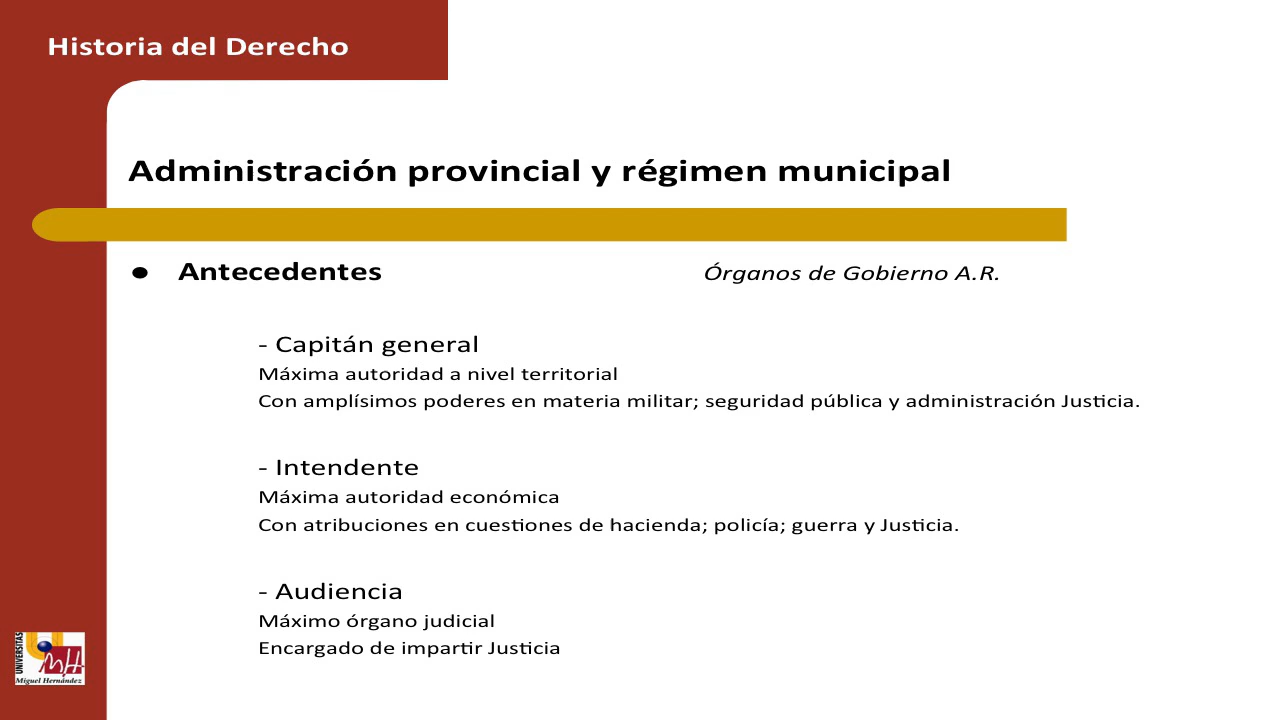 Historia del Derecho
Administración provincial y régimen municipal
● Antecedentes
Órganos de Gobierno A.R.
- Capitán general
Máxima autoridad a nivel territorial
Con amplísimos poderes en materia militar; seguridad pública y administración Justicia.
- Intendente
Máxima autoridad económica
Con atribuciones en cuestiones de hacienda; policía; guerra y Justicia.
- Audiencia
Máximo órgano judicial
Encargado de impartir Justicia
UNIVERSITAS
MH
Miguel Hernández